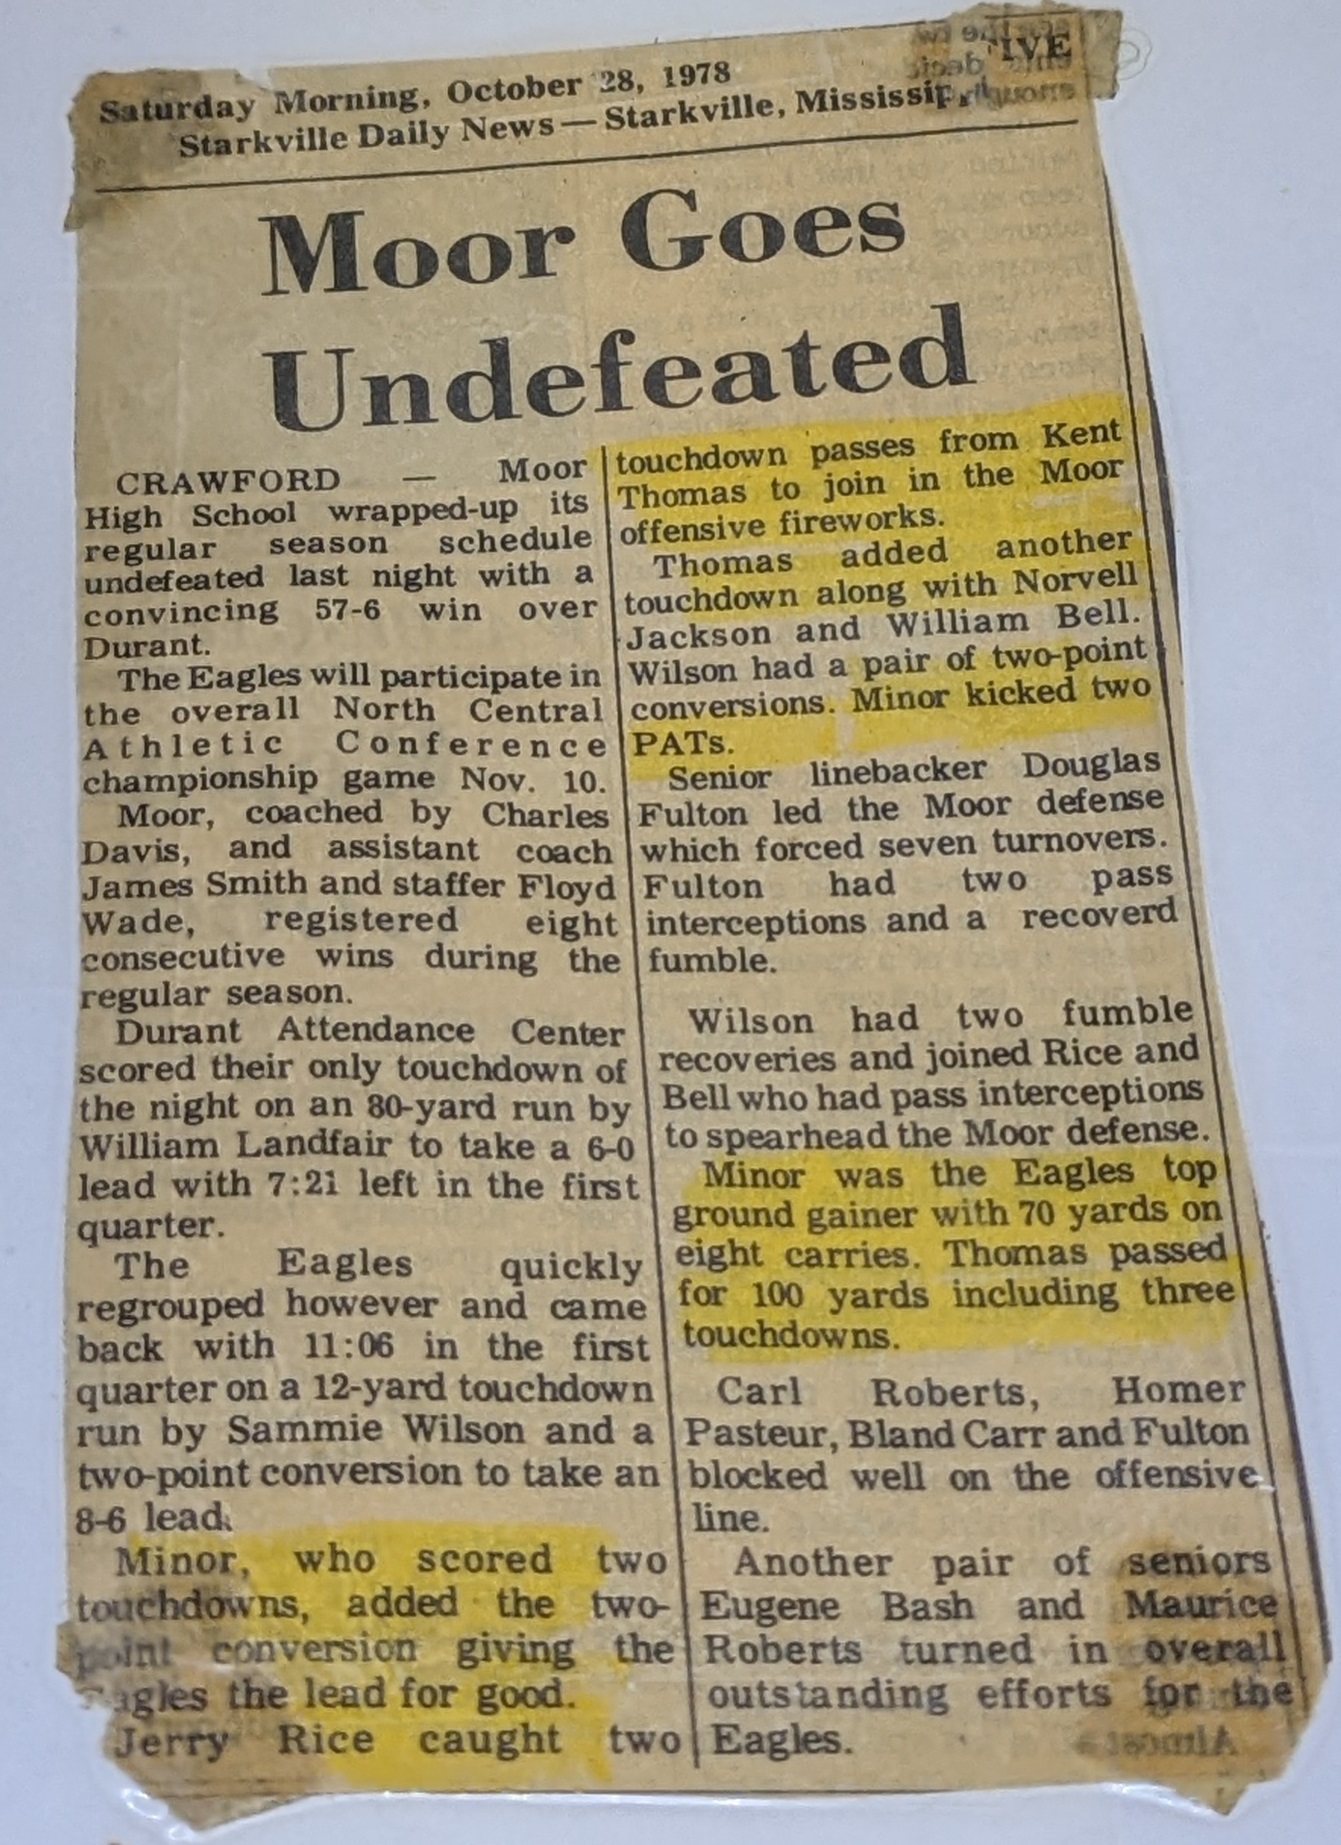 Saturday Morning, October 28, 1978
Starkville Daily News — Starkville, Mississip
Moor Goes
Undefeated
CRAWFORD — Moor
High School wrapped-up its
regular season schedule
undefeated last night with a
convincing 57-6 win over
Durant.
The Eagles will participate in
the overall North Central
Athletic Conference
championship game Nov. 10.
Moor, coached by Charles
Davis, and assistant coach
James Smith and staffer Floyd
Wade, registered eight
consecutive wins during the
regular season.
Durant Attendance Center
scored their only touchdown of
the night on an 80-yard run by
William Landfair to take a 6-0
lead with 7:21 left in the first
quarter.
The Eagles quickly
regrouped however and came
back with 11:06 in the first
quarter on a 12-yard touchdown
run by Sammie Wilson and a
two-point conversion to take an
8-6 lead.
Minor, who scored two
touchdowns, added the two-
point conversion giving the
Eagles the lead for good.
Jerry Rice caught two
touchdown passes from Kent
Thomas to join in the Moor
offensive fireworks.
Thomas added another
touchdown along with Norvell
Jackson and William Bell.
Wilson had a pair of two-point
conversions. Minor kicked two
PATs.
Senior linebacker Douglas
Fulton led the Moor defense
which forced seven turnovers.
Fulton had two pass
interceptions and a recoverd
fumble.
Wilson had two fumble
recoveries and joined Rice and
Bell who had pass interceptions
to spearhead the Moor defense.
Minor was the Eagles top
ground gainer with 70 yards on
eight carries. Thomas passed
for 100 yards including three
touchdowns.
Carl Roberts, Homer
Pasteur, Bland Carr and Fulton
blocked well on the offensive
line.
Another pair of seniors
Eugene Bash and Maurice
Roberts turned in overall
outstanding efforts for the
Eagles.